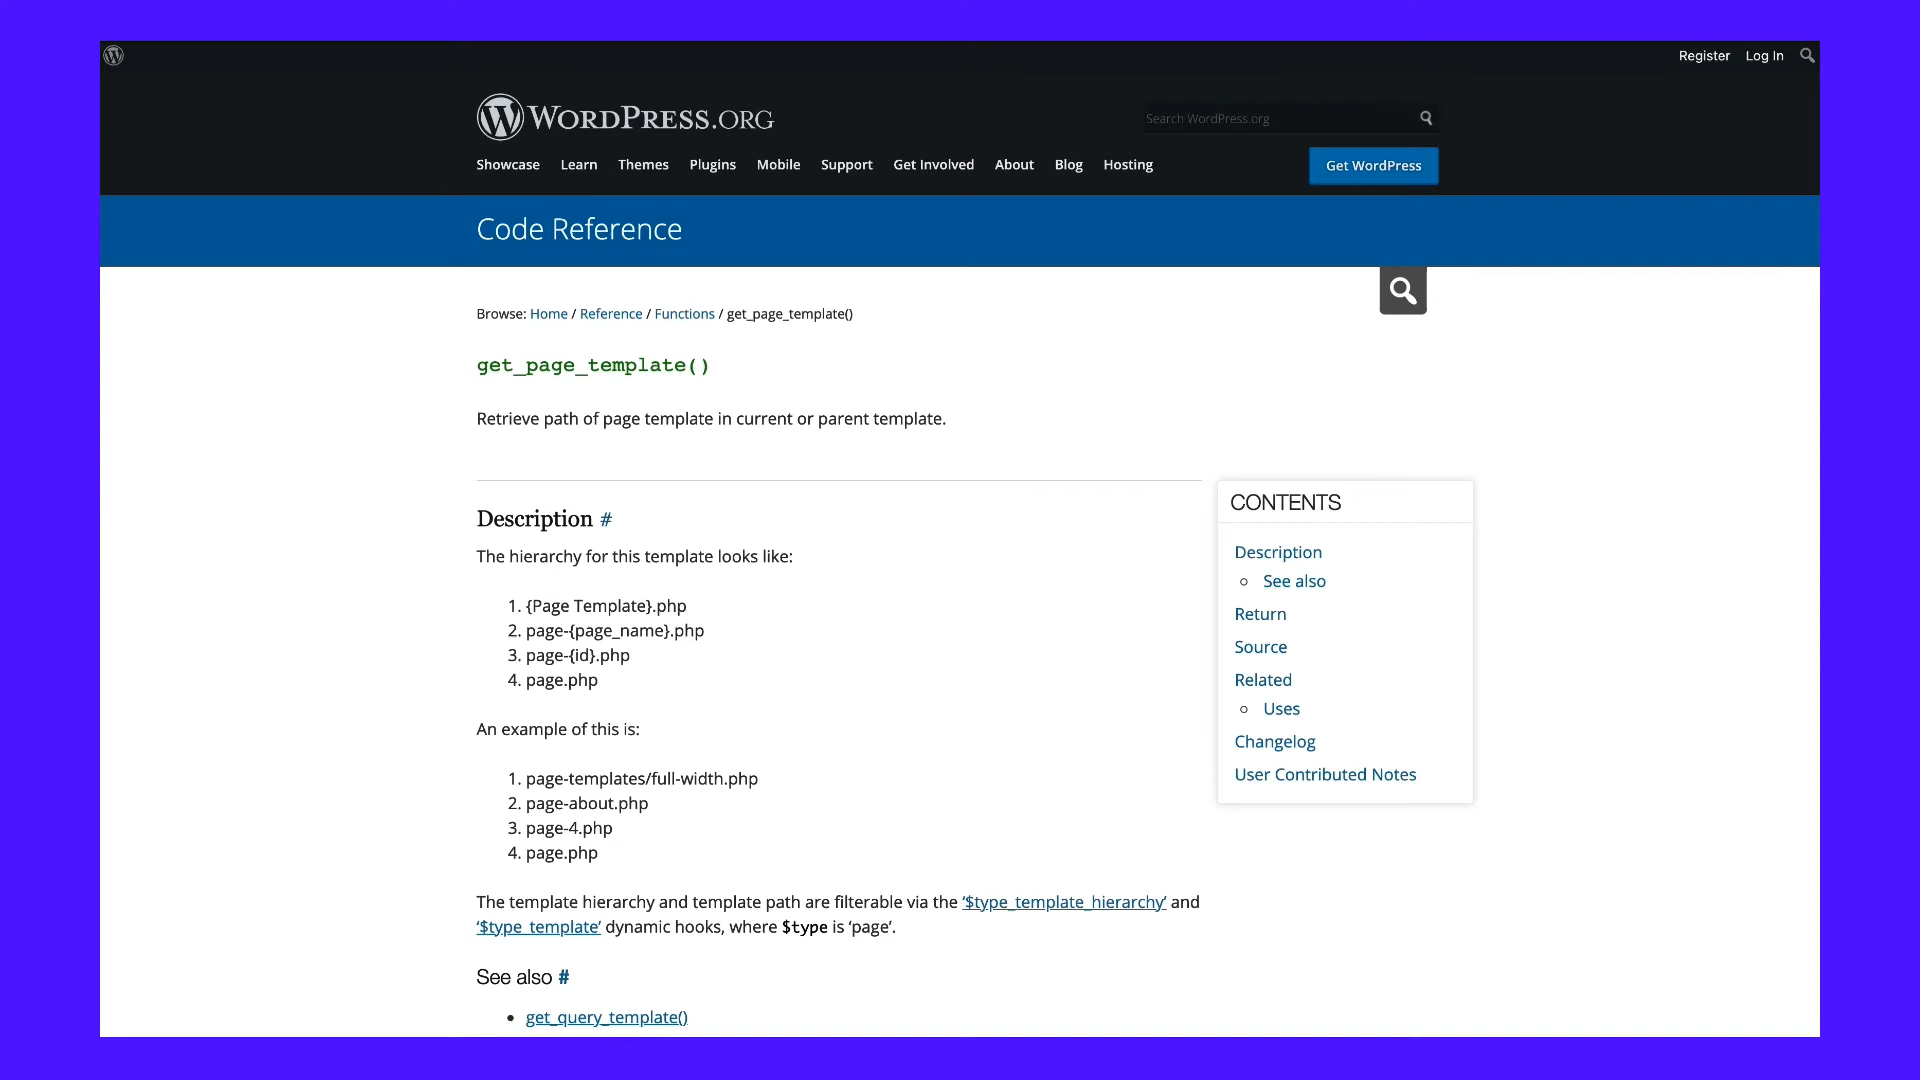 Register Log In
WORDPRESS.ORG
Search WordPress.org
Showcase Learn Themes Plugins Mobile Support Get Involved About Blog Hosting
Get WordPress
Code Reference
Browse: Home / Reference / Functions / get_page_template()
get_page_template()
Retrieve path of page template in current or parent template.
Description #
The hierarchy for this template looks like:
1. {Page Template}.php
2. page-{page_name}.php
3. page-{id}.php
4. page.php
An example of this is:
1. page-templates/full-width.php
2. page-about.php
3. page-4.php
4. page.php
The template hierarchy and template path are filterable via the ‘$type_template_hierarchy’ and
‘$type_template’ dynamic hooks, where $type is ‘page’.
See also #
• get_query_template()
CONTENTS
Description
See also
Return
Source
Related
Uses
Changelog
User Contributed Notes